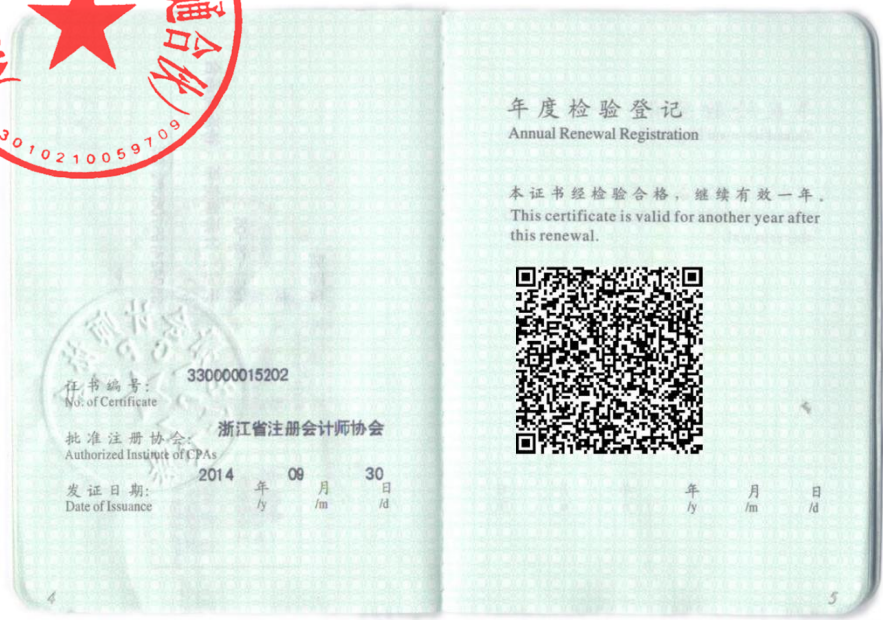 通合伙)
3010210059709
证书编号:
No. of Certificate
330000015202
批准注册协会:
Authorized Institute of CPAs
浙江省注册会计师协会
发证日期:
Date of Issuance
2014 年 09 月 30 日
/y /m /d
4
年度检验登记
Annual Renewal Registration
本证书经检验合格，继续有效一年。
This certificate is valid for another year after
this renewal.
年 月 日
/y /m /d
5